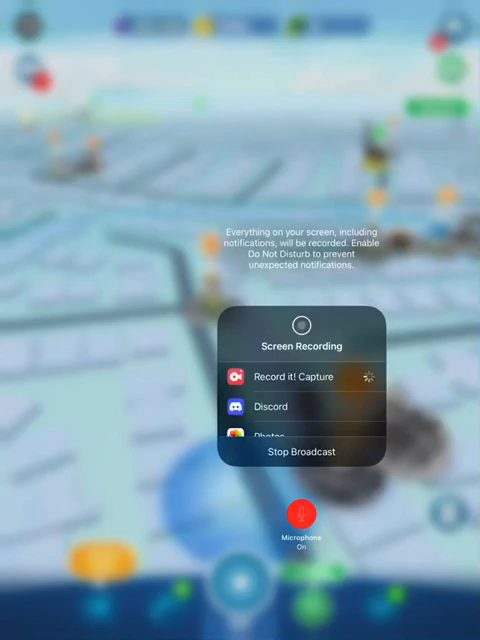 Everything on your screen, including
notifications, will be recorded. Enable
Do Not Disturb to prevent
unexpected notifications.
Screen Recording
Record it! Capture
Discord
Photos
Stop Broadcast
Microphone
On